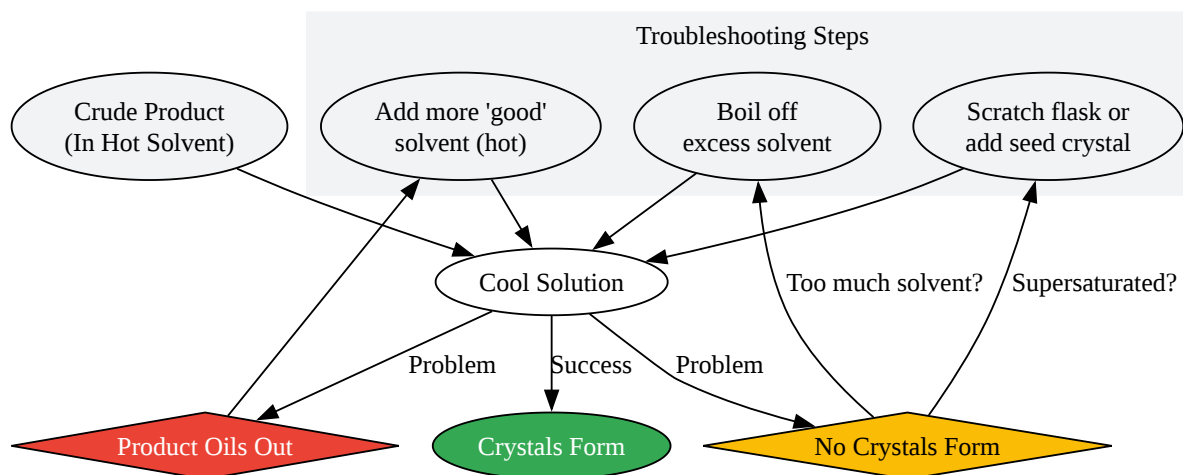 Troubleshooting Steps
Crude Product
(In Hot Solvent)
Add more 'good'
solvent (hot)
Boil off
excess solvent
Scratch flask or
add seed crystal
Cool Solution
Too much solvent?
Supersaturated?
Problem
Success
Problem
Product Oils Out
Crystals Form
No Crystals Form